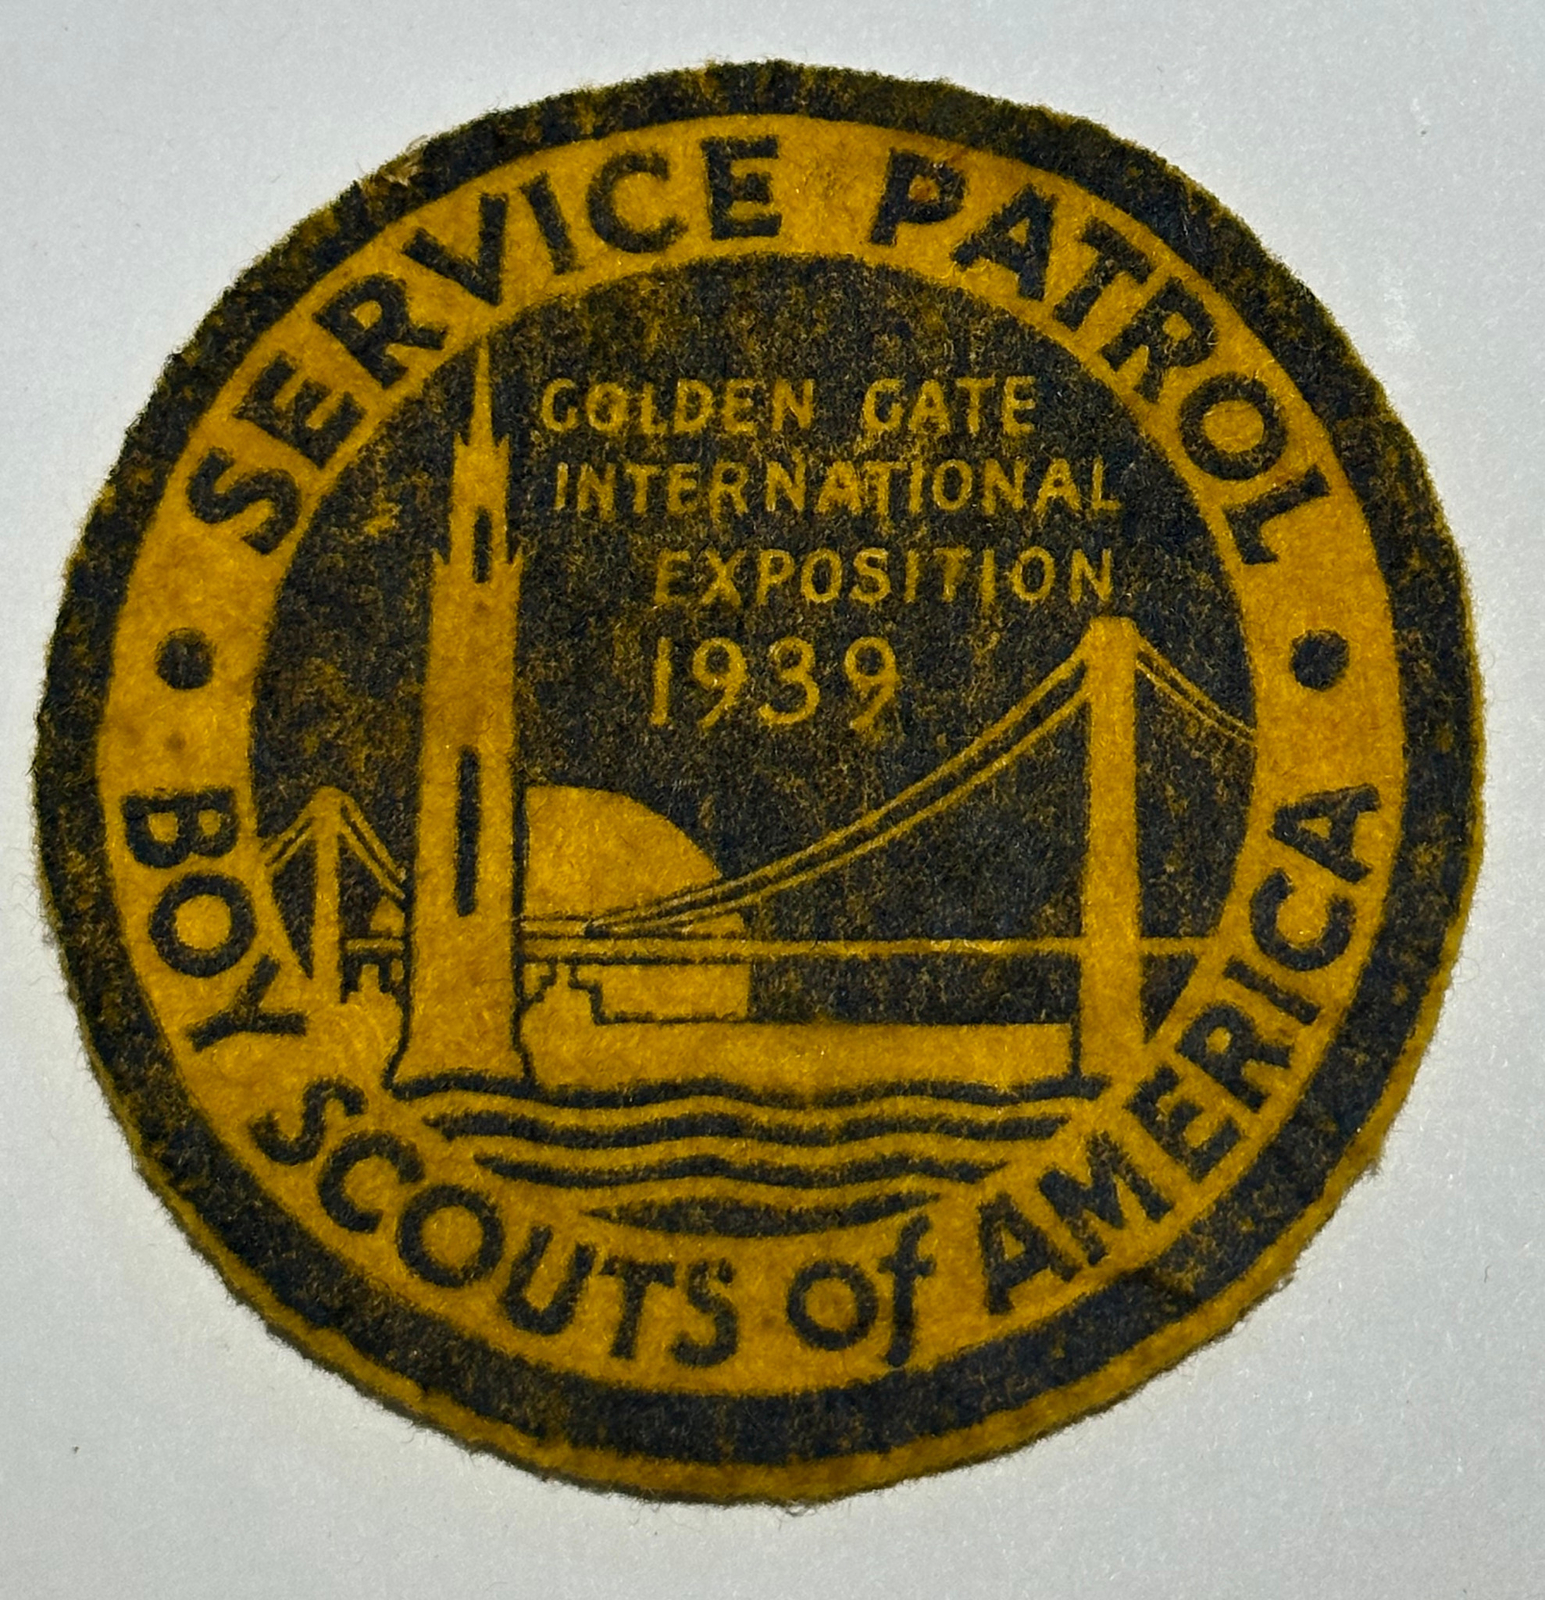 SERVICE PATROL
GOLDEN GATE
INTERNATIONAL
EXPOSITION
1939
BOY SCOUTS of AMERICA